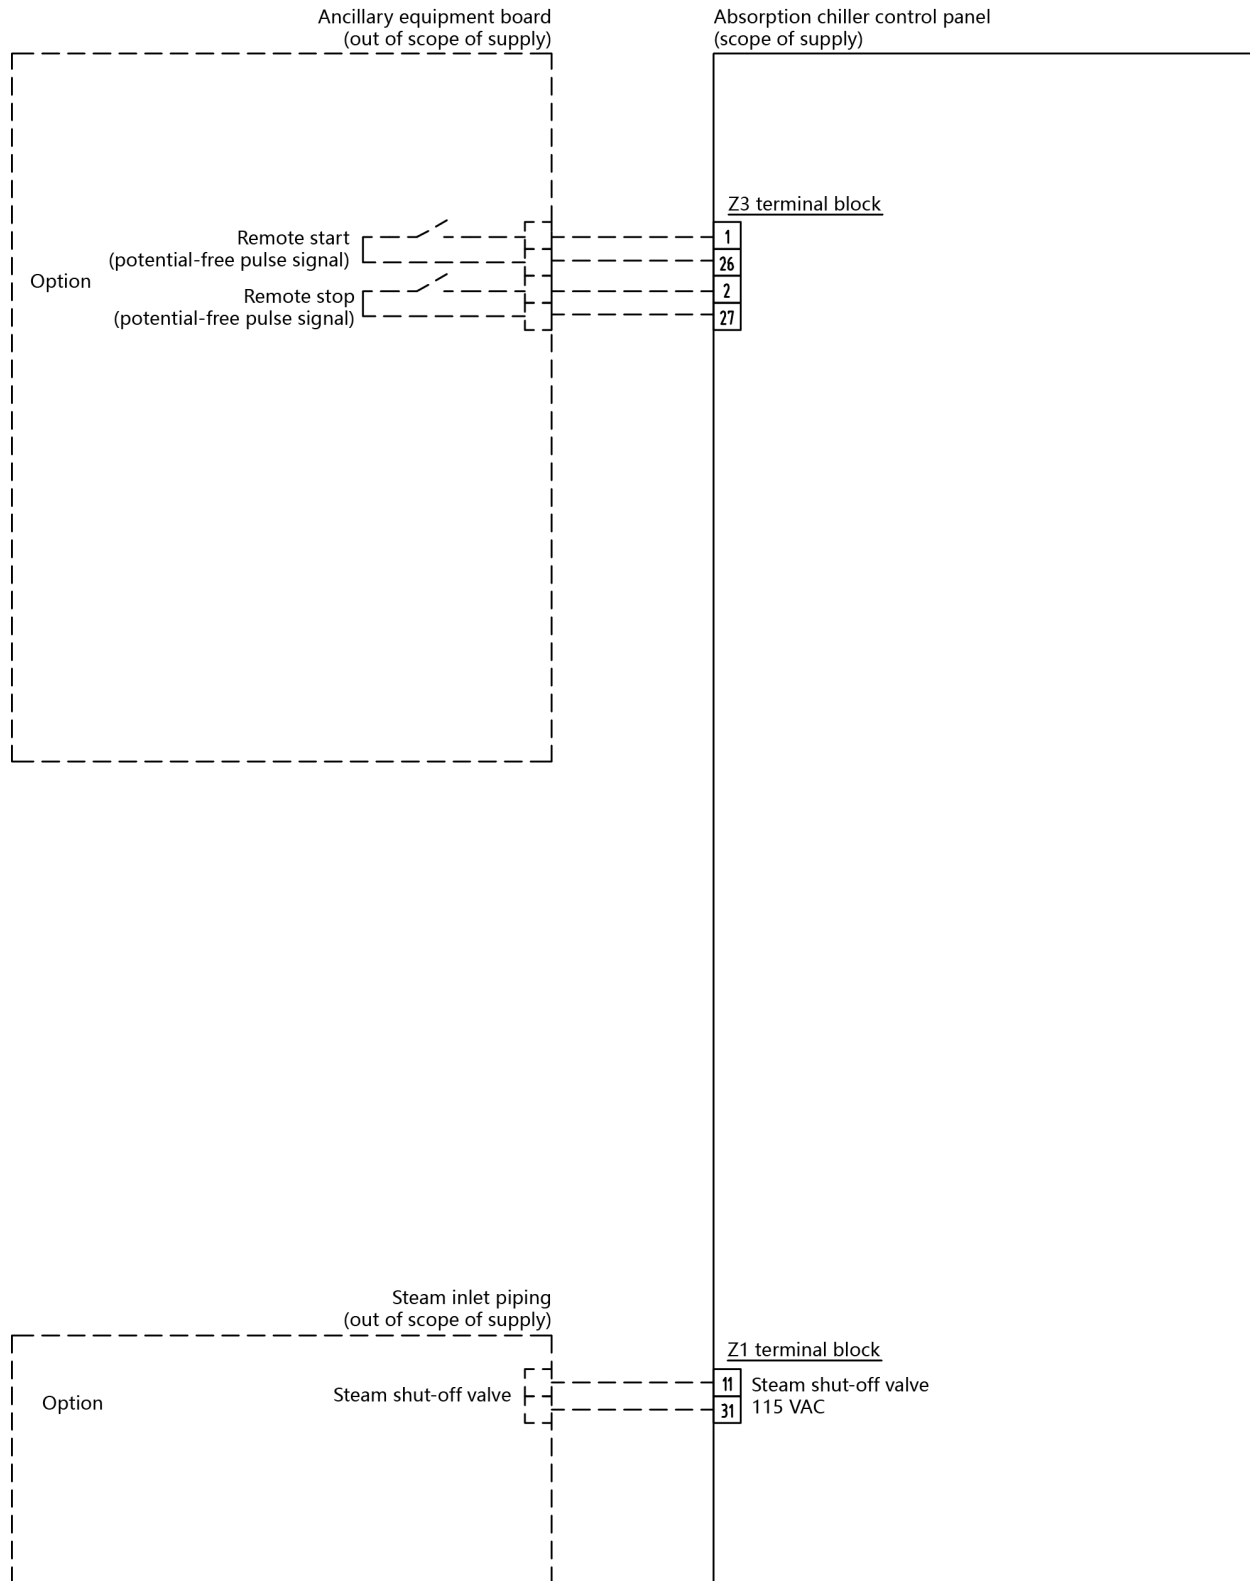 Ancillary equipment board
(out of scope of supply)
Absorption chiller control panel
(scope of supply)
Z3 terminal block
Remote start
(potential-free pulse signal)
1
26
Option
Remote stop
(potential-free pulse signal)
2
27
Steam inlet piping
(out of scope of supply)
Z1 terminal block
Option
Steam shut-off valve
11
31
Steam shut-off valve
115 VAC